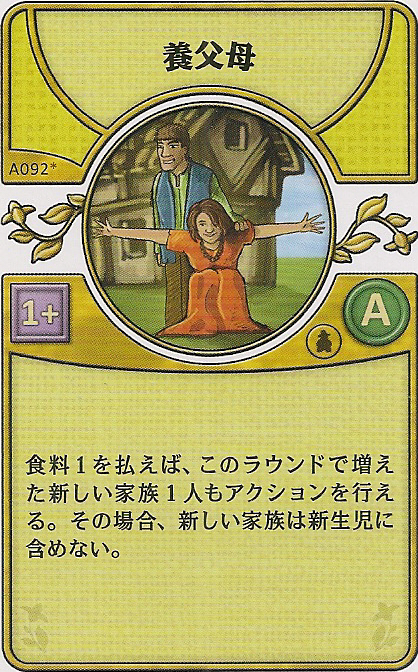 養父母
A092*
1+
A
食料1を払えば、このラウンドで増え
た新しい家族1人もアクションを行え
る。その場合、新しい家族は新生児に
含めない。